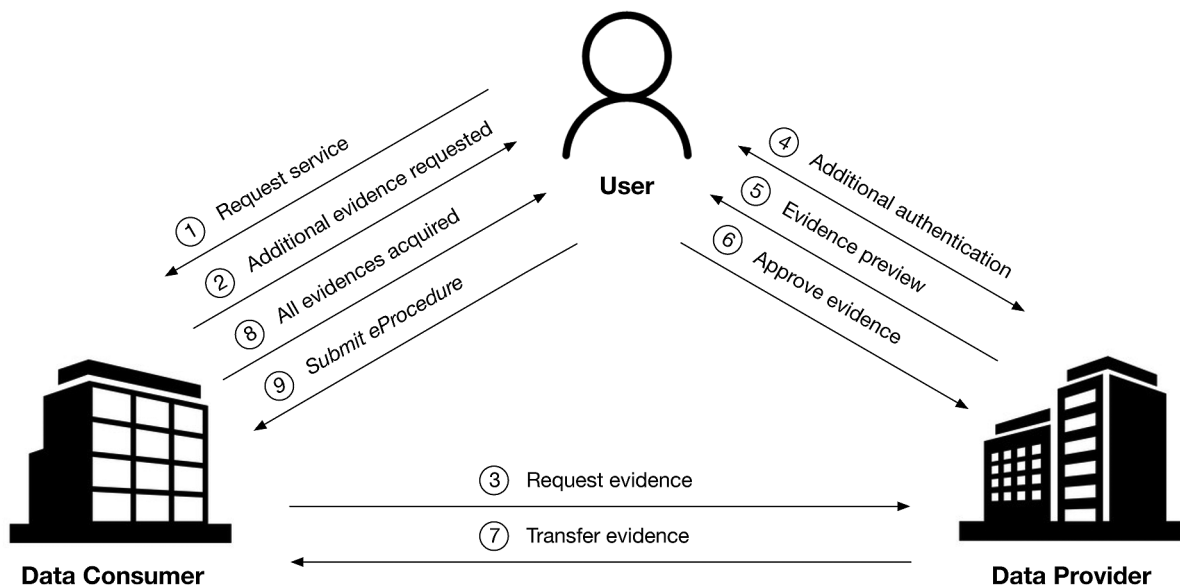 User
① Request service
② Additional evidence requested
⑧ All evidences acquired
⑨ Submit eProcedure
④ Additional authentication
⑤ Evidence preview
⑥ Approve evidence
③ Request evidence
⑦ Transfer evidence
Data Consumer
Data Provider